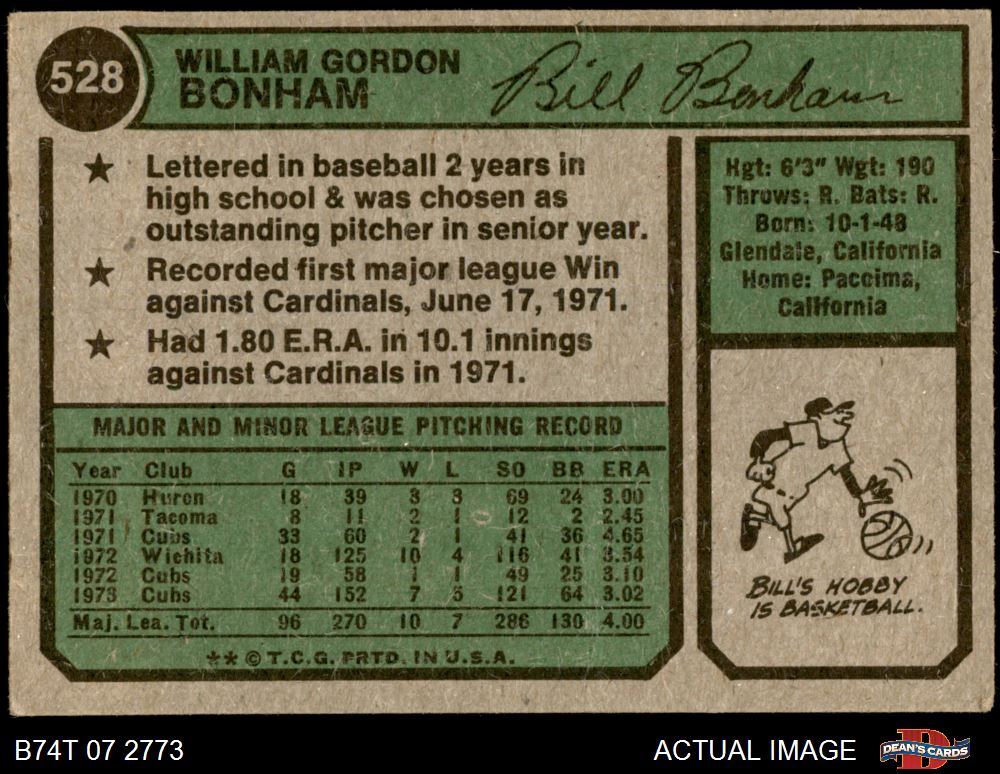 528
WILLIAM GORDON
BONHAM
Bill Bonham
★ Lettered in baseball 2 years in
high school & was chosen as
outstanding pitcher in senior year.
★ Recorded first major league Win
against Cardinals, June 17, 1971.
★ Had 1.80 E.R.A. in 10.1 innings
against Cardinals in 1971.
Hgt: 6'3" Wgt: 190
Throws: R. Bats: R.
Born: 10-1-48
Glendale, California
Home: Paccima,
California
MAJOR AND MINOR LEAGUE PITCHING RECORD
Year Club G IP W L SO BB ERA
1970 Huron 18 39 3 3 69 24 3.00
1971 Tacoma 8 11 2 1 12 2 2.45
1971 Cubs 33 60 2 1 41 36 4.65
1972 Wichita 18 125 10 4 116 41 3.54
1972 Cubs 19 58 1 1 49 25 3.10
1973 Cubs 44 152 7 5 121 64 3.02
Maj. Lea. Tot. 96 270 10 7 286 130 4.00
** © T.C.G. PRTD. IN U.S.A.
BILL'S HOBBY
IS BASKETBALL.
B74T 07 2773
ACTUAL IMAGE
DEAN'S CARDS